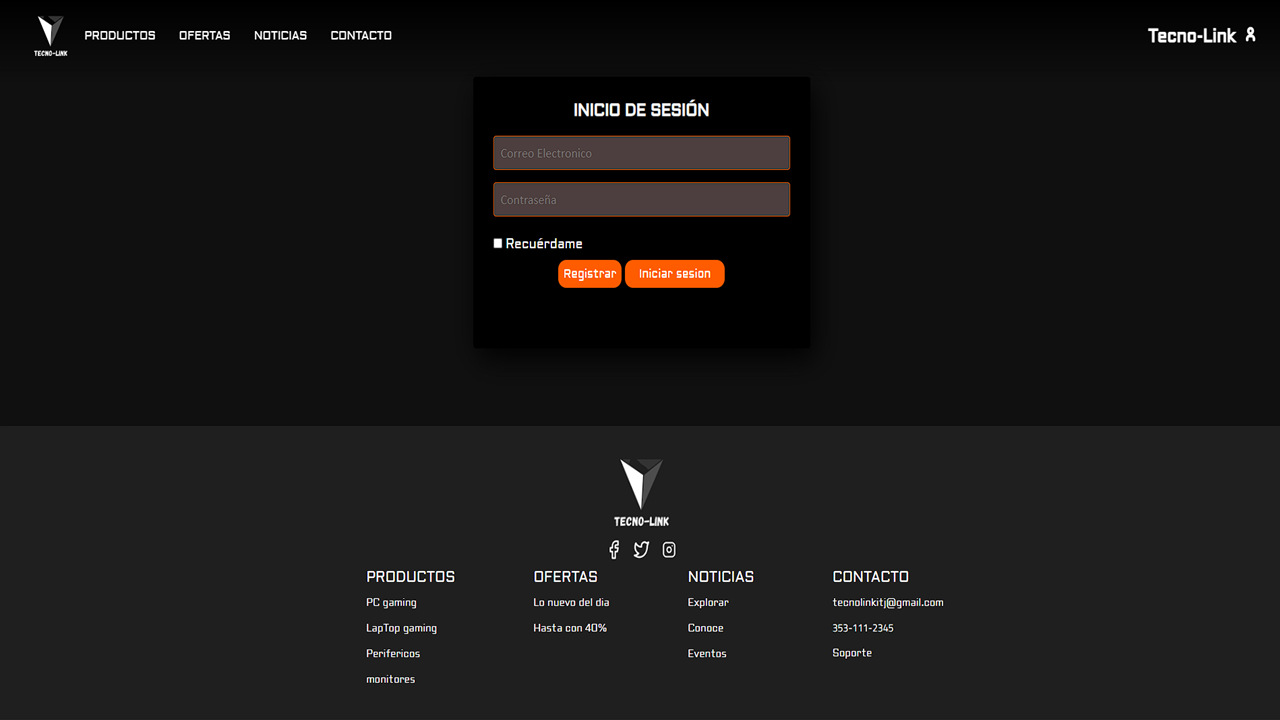 TECNO-LINK
PRODUCTOS
OFERTAS
NOTICIAS
CONTACTO
Tecno-Link
INICIO DE SESIÓN
Correo Electronico
Contraseña
Recuérdame
Registrar
Iniciar sesion
TECNO-LINK
PRODUCTOS
PC gaming
LapTop gaming
Perifericos
monitores
OFERTAS
Lo nuevo del dia
Hasta con 40%
NOTICIAS
Explorar
Conoce
Eventos
CONTACTO
tecnolinkitj@gmail.com
353-111-2345
Soporte